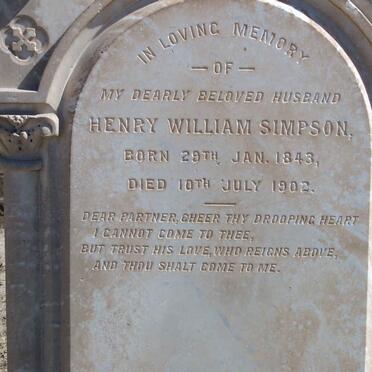 IN LOVING MEMORY
— OF —
MY DEARLY BELOVED HUSBAND
HENRY WILLIAM SIMPSON,
BORN 29TH JAN. 1843,
DIED 10TH JULY 1902.
DEAR PARTNER, CHEER THY DROOPING HEART
I CANNOT COME TO THEE,
BUT TRUST HIS LOVE, WHO REIGNS ABOVE,
AND THOU SHALT COME TO ME.